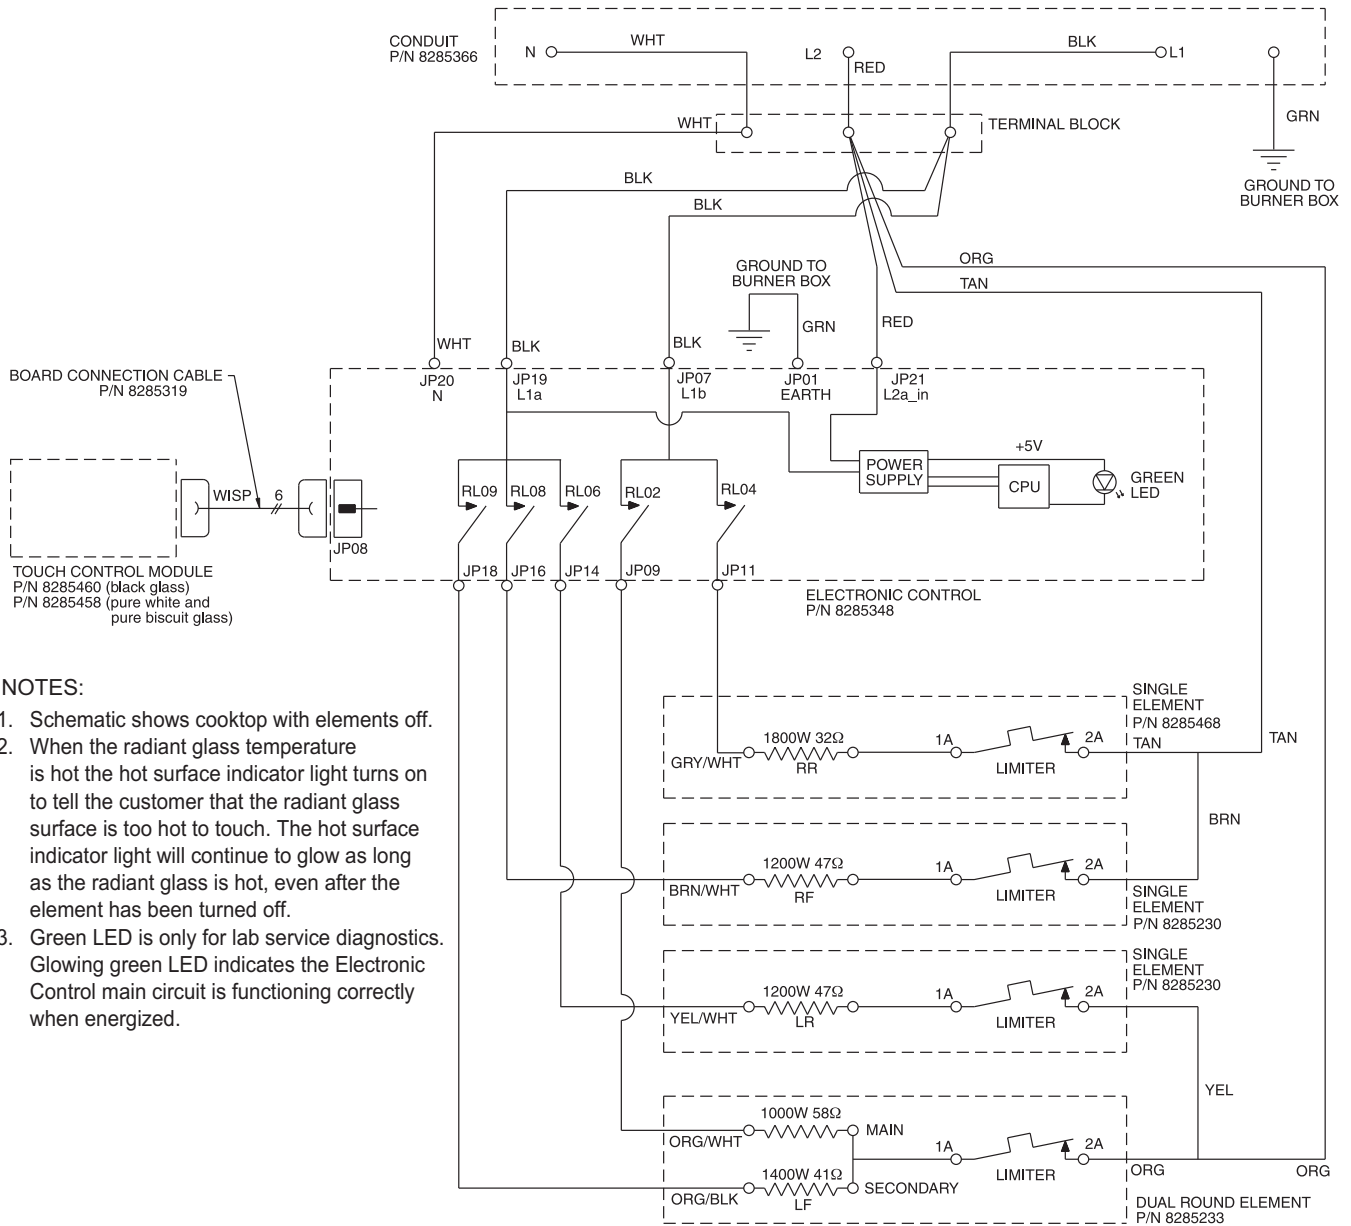 CONDUIT
P/N 8285366
N
WHT
L2
RED
BLK
L1
GRN
WHT
TERMINAL BLOCK
GROUND TO
BURNER BOX
BLK
BLK
ORG
TAN
GROUND TO
BURNER BOX
GRN
RED
WHT
BLK
BLK
BOARD CONNECTION CABLE
P/N 8285319
JP20
N
JP19
L1a
JP07
L1b
JP01
EARTH
JP21
L2a_in
+5V
POWER
SUPPLY
CPU
GREEN
LED
WISP
6
JP08
RL09
RL08
RL06
RL02
RL04
JP18
JP16
JP14
JP09
JP11
TOUCH CONTROL MODULE
P/N 8285460 (black glass)
P/N 8285458 (pure white and
pure biscuit glass)
ELECTRONIC CONTROL
P/N 8285348
NOTES:
1. Schematic shows cooktop with elements off.
2. When the radiant glass temperature
is hot the hot surface indicator light turns on
to tell the customer that the radiant glass
surface is too hot to touch. The hot surface
indicator light will continue to glow as long
as the radiant glass is hot, even after the
element has been turned off.
3. Green LED is only for lab service diagnostics.
Glowing green LED indicates the Electronic
Control main circuit is functioning correctly
when energized.
SINGLE
ELEMENT
P/N 8285468
GRY/WHT
1800W 32Ω
RR
1A
LIMITER
2A
TAN
TAN
BRN
BRN/WHT
1200W 47Ω
RF
1A
LIMITER
2A
SINGLE
ELEMENT
P/N 8285230
SINGLE
ELEMENT
P/N 8285230
YEL/WHT
1200W 47Ω
LR
1A
LIMITER
2A
YEL
ORG/WHT
1000W 58Ω
MAIN
1A
LIMITER
2A
ORG
ORG
ORG/BLK
1400W 41Ω
LF
SECONDARY
DUAL ROUND ELEMENT
P/N 8285233